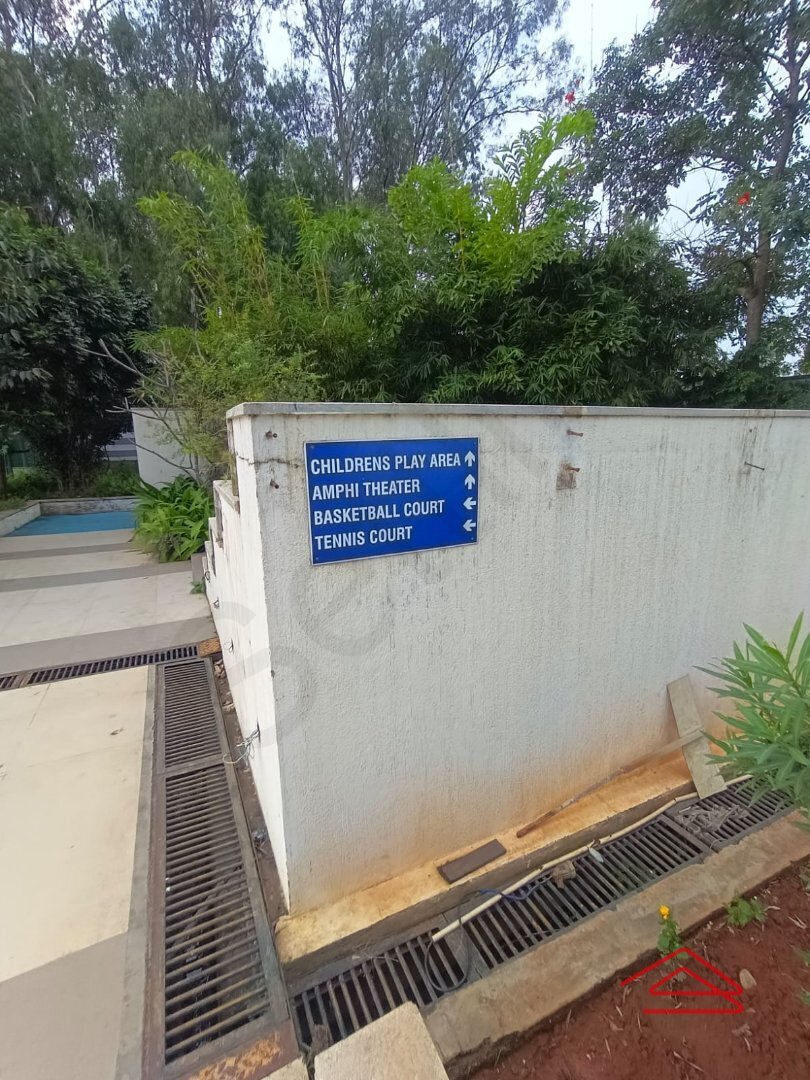 CHILDRENS PLAY AREA ↑
AMPHI THEATER ↑
BASKETBALL COURT ←
TENNIS COURT ←